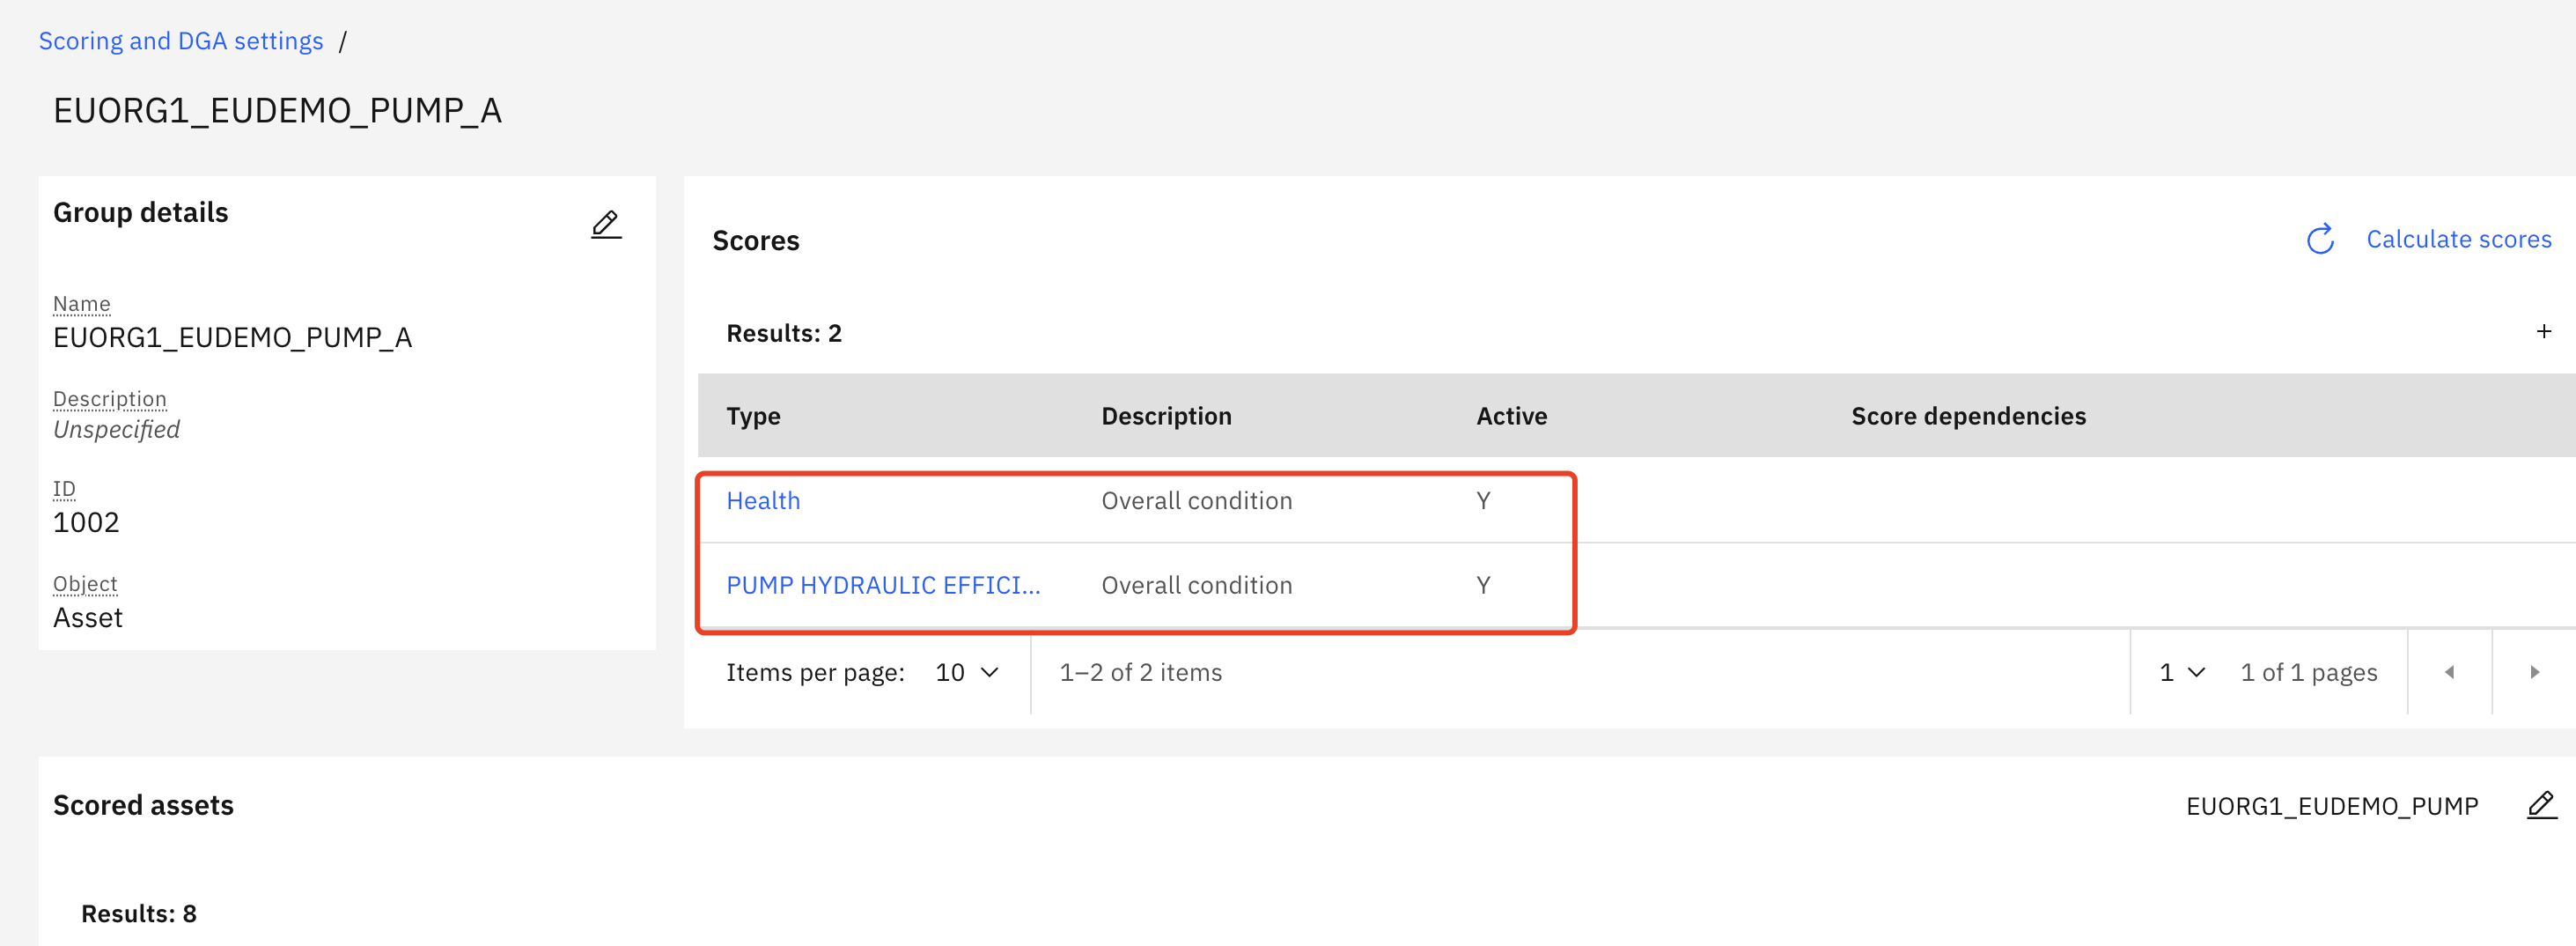 Scoring and DGA settings /
EUORG1_EUDEMO_PUMP_A
Group details
Name
EUORG1_EUDEMO_PUMP_A
Description
Unspecified
ID
1002
Object
Asset
Scores
Calculate scores
Results: 2
+
Type Description Active Score dependencies
Health Overall condition Y
PUMP HYDRAULIC EFFICI... Overall condition Y
Items per page: 10 1–2 of 2 items 1 1 of 1 pages
Scored assets
EUORG1_EUDEMO_PUMP
Results: 8